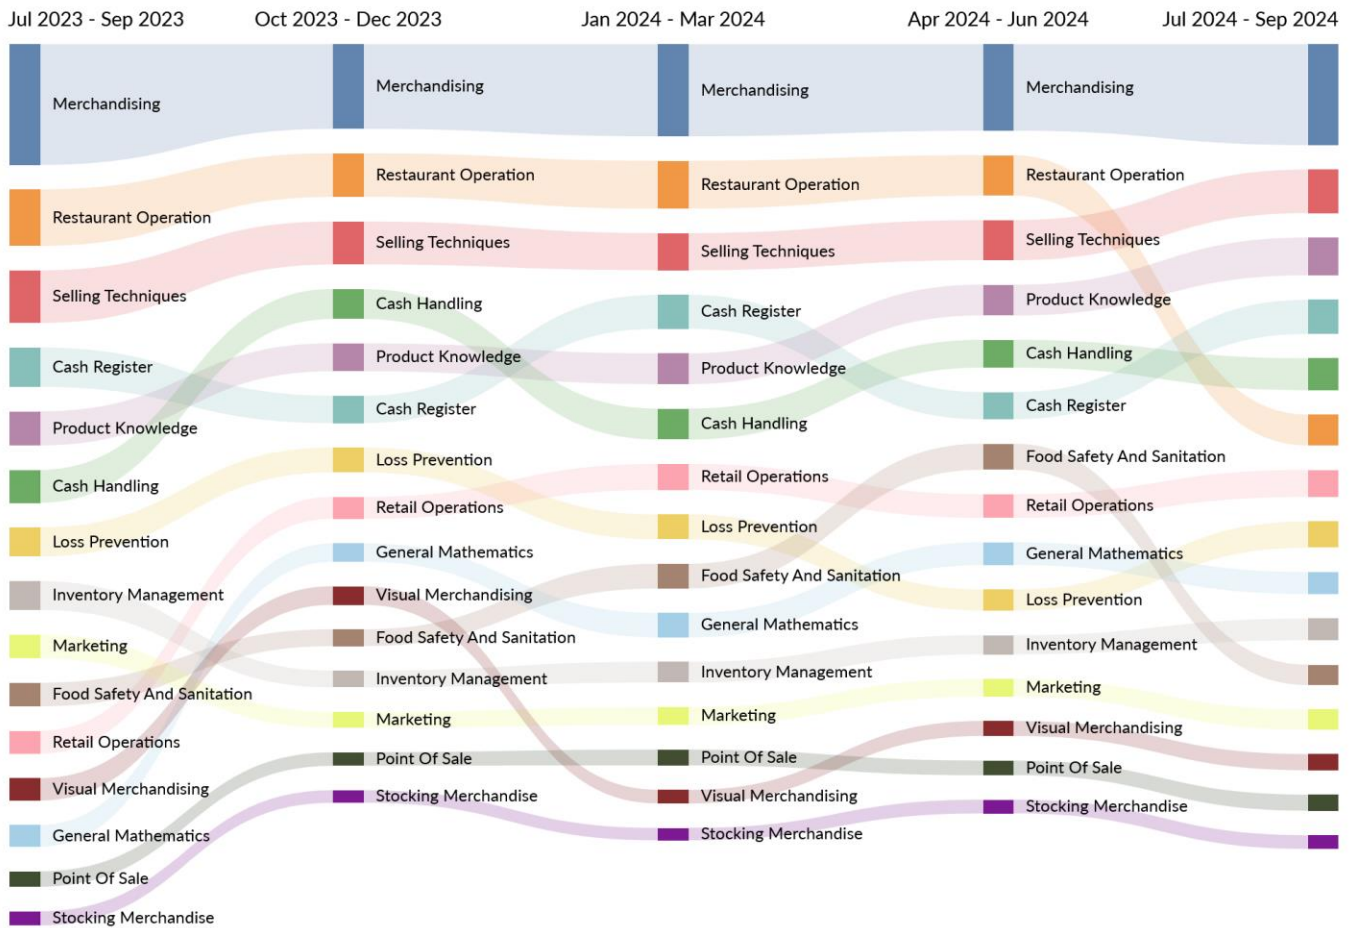 Jul 2023 - Sep 2023
Oct 2023 - Dec 2023
Jan 2024 - Mar 2024
Apr 2024 - Jun 2024
Jul 2024 - Sep 2024
Merchandising
Restaurant Operation
Selling Techniques
Cash Register
Product Knowledge
Cash Handling
Loss Prevention
Inventory Management
Marketing
Food Safety And Sanitation
Retail Operations
Visual Merchandising
General Mathematics
Point Of Sale
Stocking Merchandise
Merchandising
Restaurant Operation
Selling Techniques
Cash Handling
Product Knowledge
Cash Register
Loss Prevention
Retail Operations
General Mathematics
Visual Merchandising
Food Safety And Sanitation
Inventory Management
Marketing
Point Of Sale
Stocking Merchandise
Merchandising
Restaurant Operation
Selling Techniques
Cash Register
Product Knowledge
Cash Handling
Retail Operations
Loss Prevention
Food Safety And Sanitation
General Mathematics
Inventory Management
Marketing
Point Of Sale
Visual Merchandising
Stocking Merchandise
Merchandising
Restaurant Operation
Selling Techniques
Product Knowledge
Cash Handling
Cash Register
Food Safety And Sanitation
Retail Operations
General Mathematics
Loss Prevention
Inventory Management
Marketing
Visual Merchandising
Point Of Sale
Stocking Merchandise